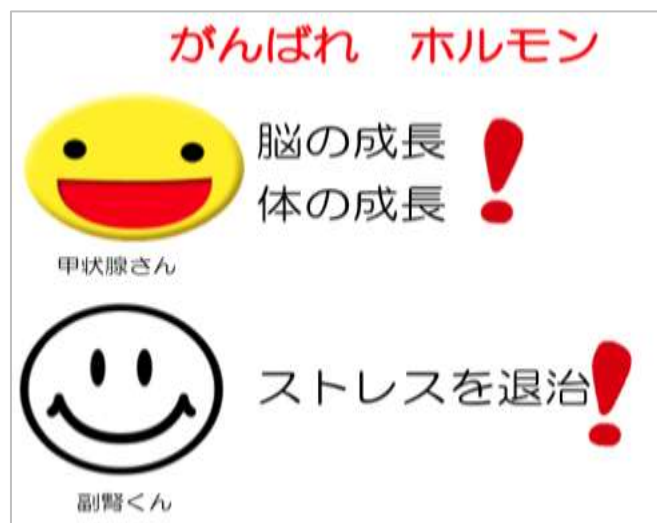 がんばれ　ホルモン
脳の成長
体の成長
甲状腺さん
ストレスを退治
副腎くん